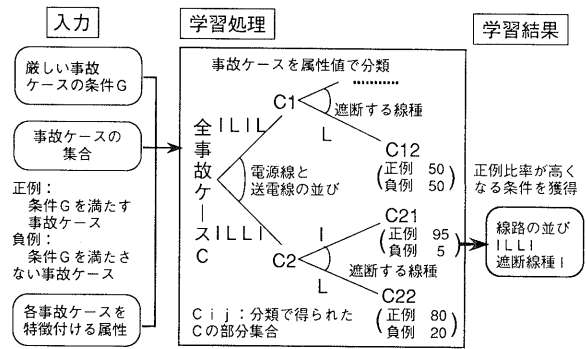 入力
学習処理
学習結果
厳しい事故
ケースの条件G
事故ケースの
集合
正例：
条件Gを満たす
事故ケース
負例：
条件Gを満たさ
ない事故ケース
各事故ケースを
特徴付ける属性
事故ケースを属性値で分類
全事故ケースC
ILIL
C1
…………
遮断する線種
L
C12
(正例 50
負例 50)
電源線と
送電線の並び
ILLI
C2
I
C21
(正例 95
負例 5)
遮断する線種
L
C22
(正例 80
負例 20)
Cij：分類で得られた
Cの部分集合
正例比率が高く
なる条件を獲得
線路の並び
ILLI
遮断線種I